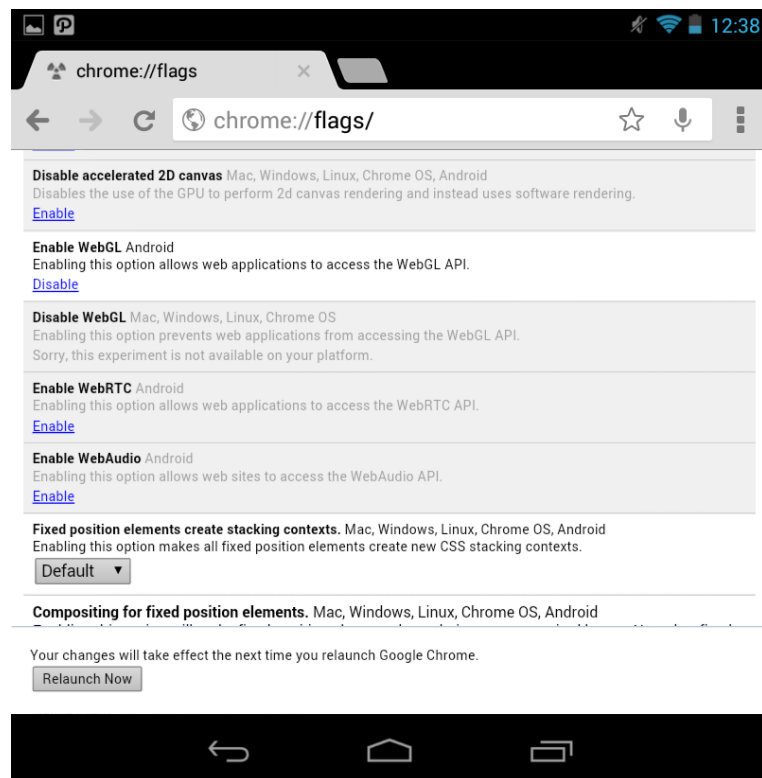 12:38
chrome://flags
chrome://flags/
Disable accelerated 2D canvas Mac, Windows, Linux, Chrome OS, Android
Disables the use of the GPU to perform 2d canvas rendering and instead uses software rendering.
Enable
Enable WebGL Android
Enabling this option allows web applications to access the WebGL API.
Disable
Disable WebGL Mac, Windows, Linux, Chrome OS
Enabling this option prevents web applications from accessing the WebGL API.
Sorry, this experiment is not available on your platform.
Enable WebRTC Android
Enabling this option allows web applications to access the WebRTC API.
Enable
Enable WebAudio Android
Enabling this option allows web sites to access the WebAudio API.
Enable
Fixed position elements create stacking contexts. Mac, Windows, Linux, Chrome OS, Android
Enabling this option makes all fixed position elements create new CSS stacking contexts.
Default
Compositing for fixed position elements. Mac, Windows, Linux, Chrome OS, Android
Your changes will take effect the next time you relaunch Google Chrome.
Relaunch Now